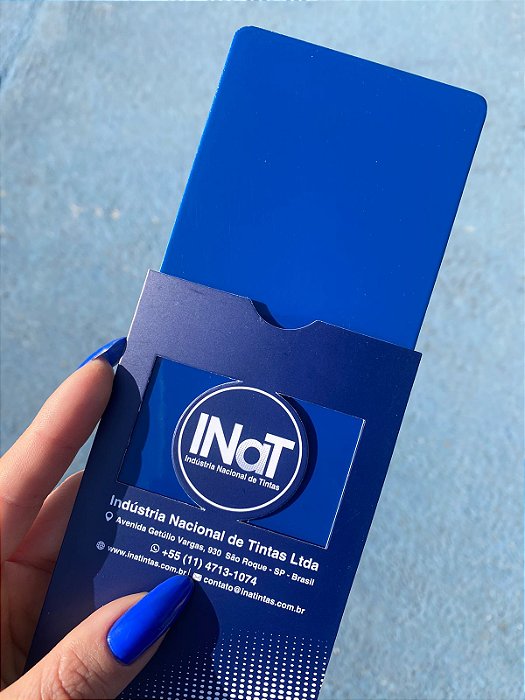 INaT
Indústria Nacional de Tintas
Indústria Nacional de Tintas Ltda
Avenida Getúlio Vargas, 930 São Roque - SP - Brasil
+55 (11) 4713-1074
www.inatintas.com.br | contato@inatintas.com.br